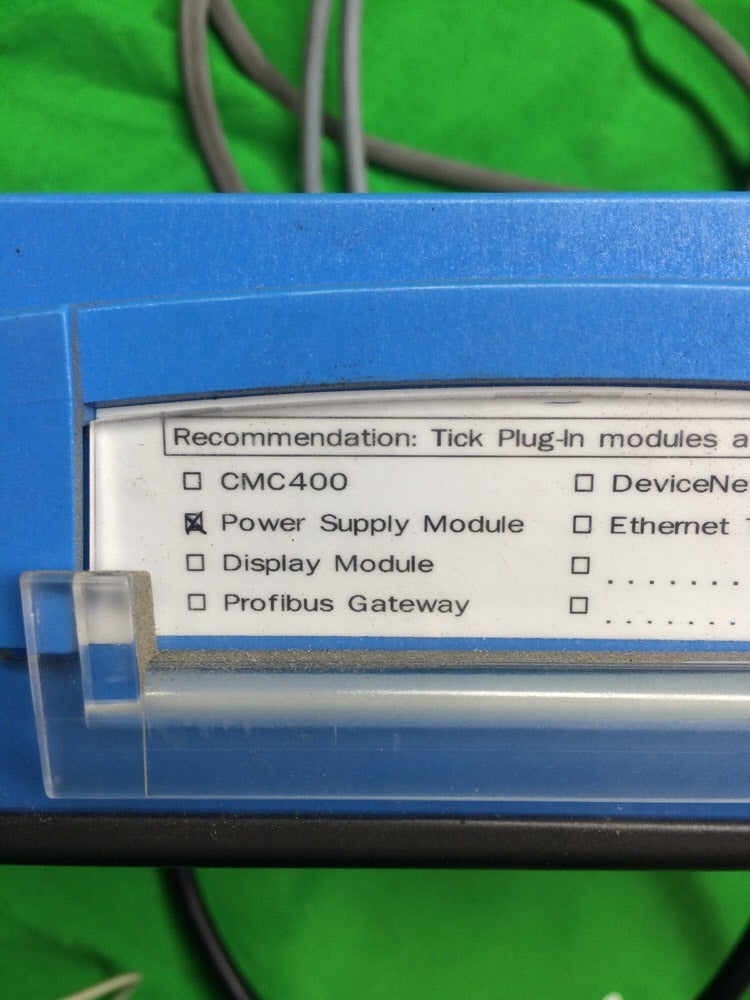 Recommendation: Tick Plug-In modules a
☐ CMC400 ☐ DeviceNe
☒ Power Supply Module ☐ Ethernet
☐ Display Module ☐ ........
☐ Profibus Gateway ☐ ........